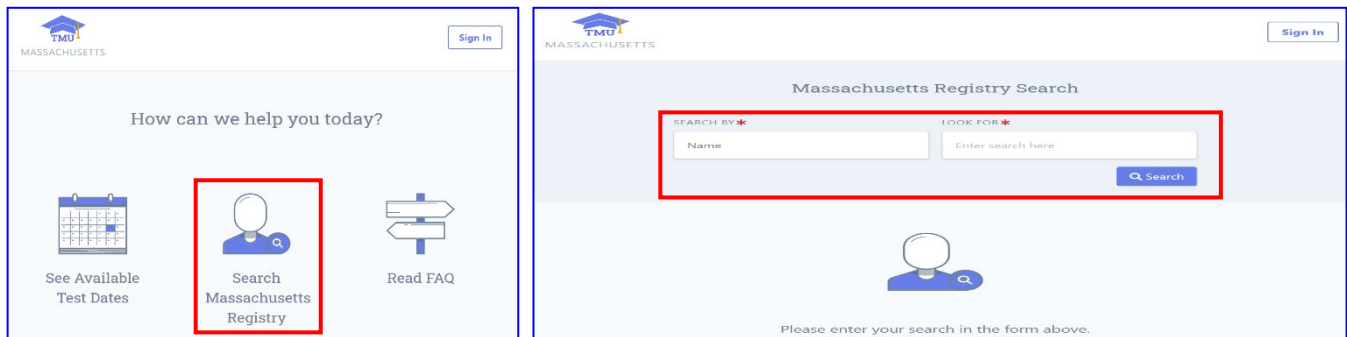 TMU
MASSACHUSETTS
Sign In
How can we help you today?
See Available
Test Dates
Search
Massachusetts
Registry
Read FAQ
TMU
MASSACHUSETTS
Sign In
Massachusetts Registry Search
SEARCH BY*
LOOK FOR*
Name
Enter search here
Search
Please enter your search in the form above.